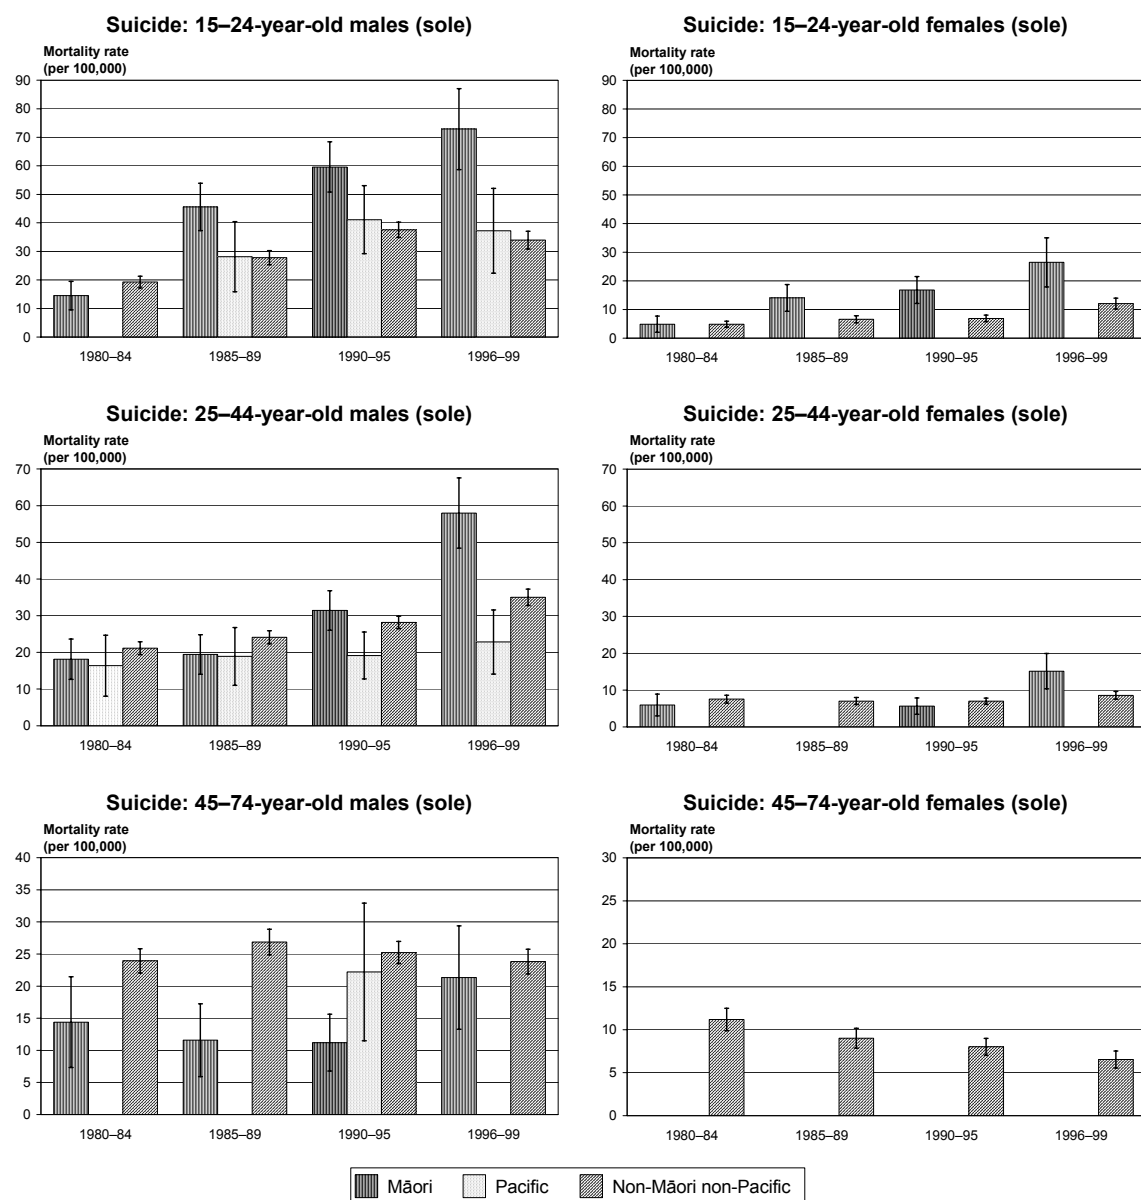 Suicide: 15–24-year-old males (sole)
Mortality rate
(per 100,000)
90
80
70
60
50
40
30
20
10
0
1980–84 1985–89 1990–95 1996–99
Suicide: 15–24-year-old females (sole)
Mortality rate
(per 100,000)
90
80
70
60
50
40
30
20
10
0
1980–84 1985–89 1990–95 1996–99
Suicide: 25–44-year-old males (sole)
Mortality rate
(per 100,000)
70
60
50
40
30
20
10
0
1980–84 1985–89 1990–95 1996–99
Suicide: 25–44-year-old females (sole)
Mortality rate
(per 100,000)
70
60
50
40
30
20
10
0
1980–84 1985–89 1990–95 1996–99
Suicide: 45–74-year-old males (sole)
Mortality rate
(per 100,000)
40
35
30
25
20
15
10
5
0
1980–84 1985–89 1990–95 1996–99
Suicide: 45–74-year-old females (sole)
Mortality rate
(per 100,000)
30
25
20
15
10
5
0
1980–84 1985–89 1990–95 1996–99
Māori Pacific Non-Māori non-Pacific